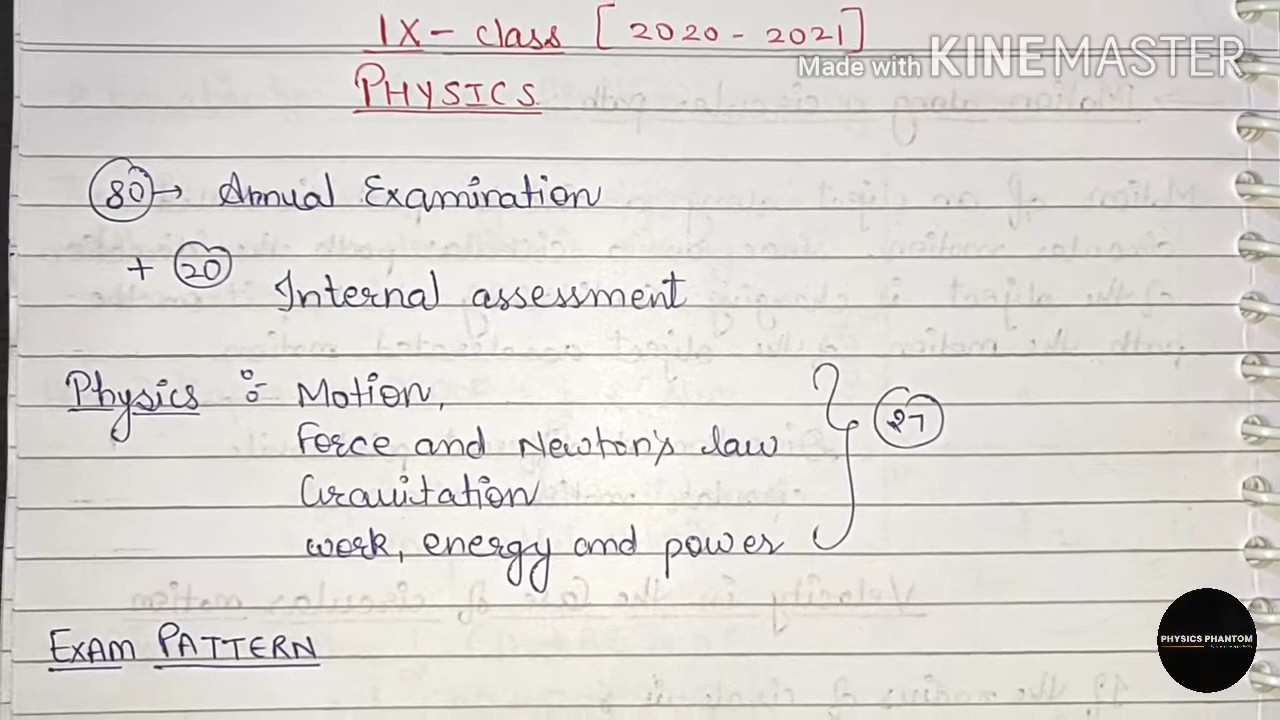 IX - class [2020 - 2021]
Made with KINEMASTER
PHYSICS
80 → Annual Examination
+ 20 Internal assessment
Physics :- Motion,
Force and Newton's law
Gravitation
work, energy and power
27
EXAM PATTERN
PHYSICS PHANTOM